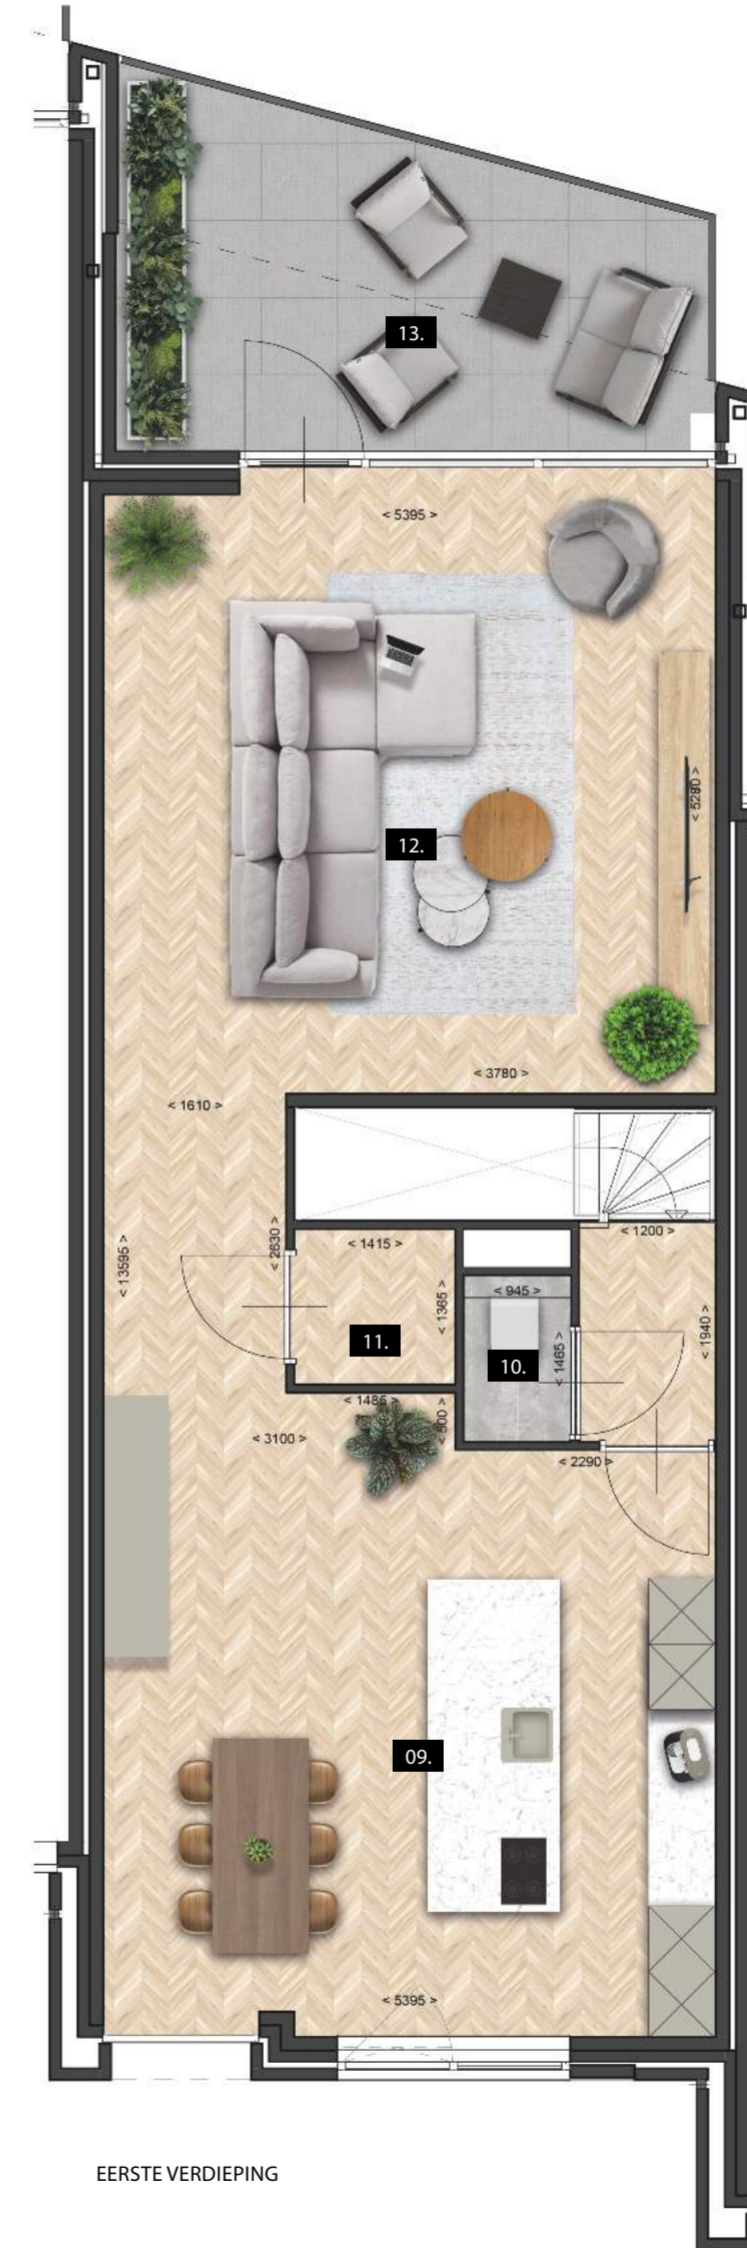 13.
< 5395 >
< 5280 >
12.
< 3780 >
< 1610 >
< 13595 >
< 2630 >
< 1415 >
< 1365 >
11.
< 945 >
< 1465 >
10.
< 1200 >
< 1940 >
< 1485 >
< 500 >
< 3100 >
< 2290 >
09.
< 5395 >
EERSTE VERDIEPING